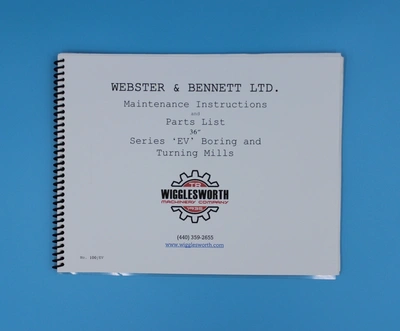 WEBSTER & BENNETT LTD.
Maintenance Instructions
and
Parts List
36"
Series 'EV' Boring and
Turning Mills
WIGGLESWORTH
MACHINERY COMPANY
(440) 359-2655
www.wigglesworth.com